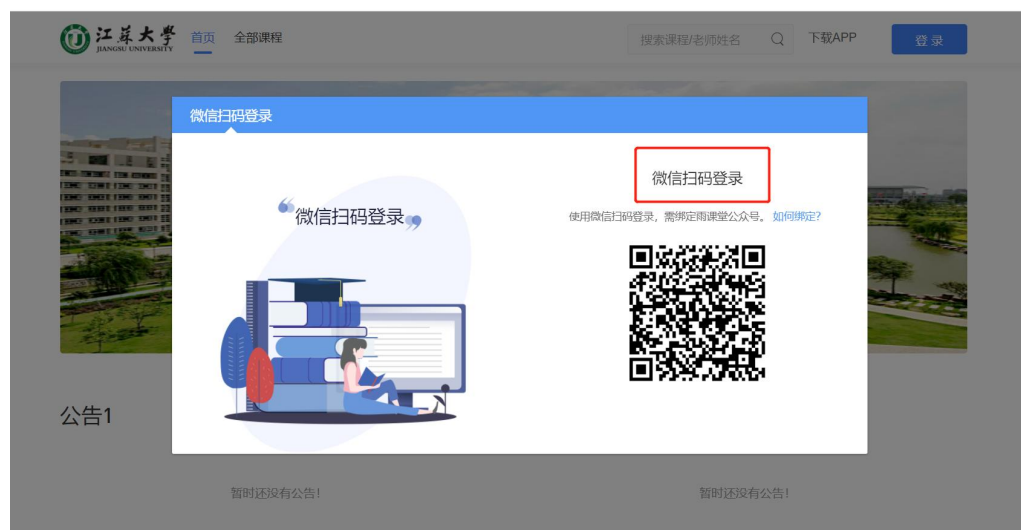 江苏大学
JIANGSU UNIVERSITY
首页 全部课程 搜索课程/老师姓名 下载APP 登录
微信扫码登录
微信扫码登录
使用微信扫码登录，需绑定雨课堂公众号。 如何绑定?
“微信扫码登录”
公告1
暂时还没有公告! 暂时还没有公告!